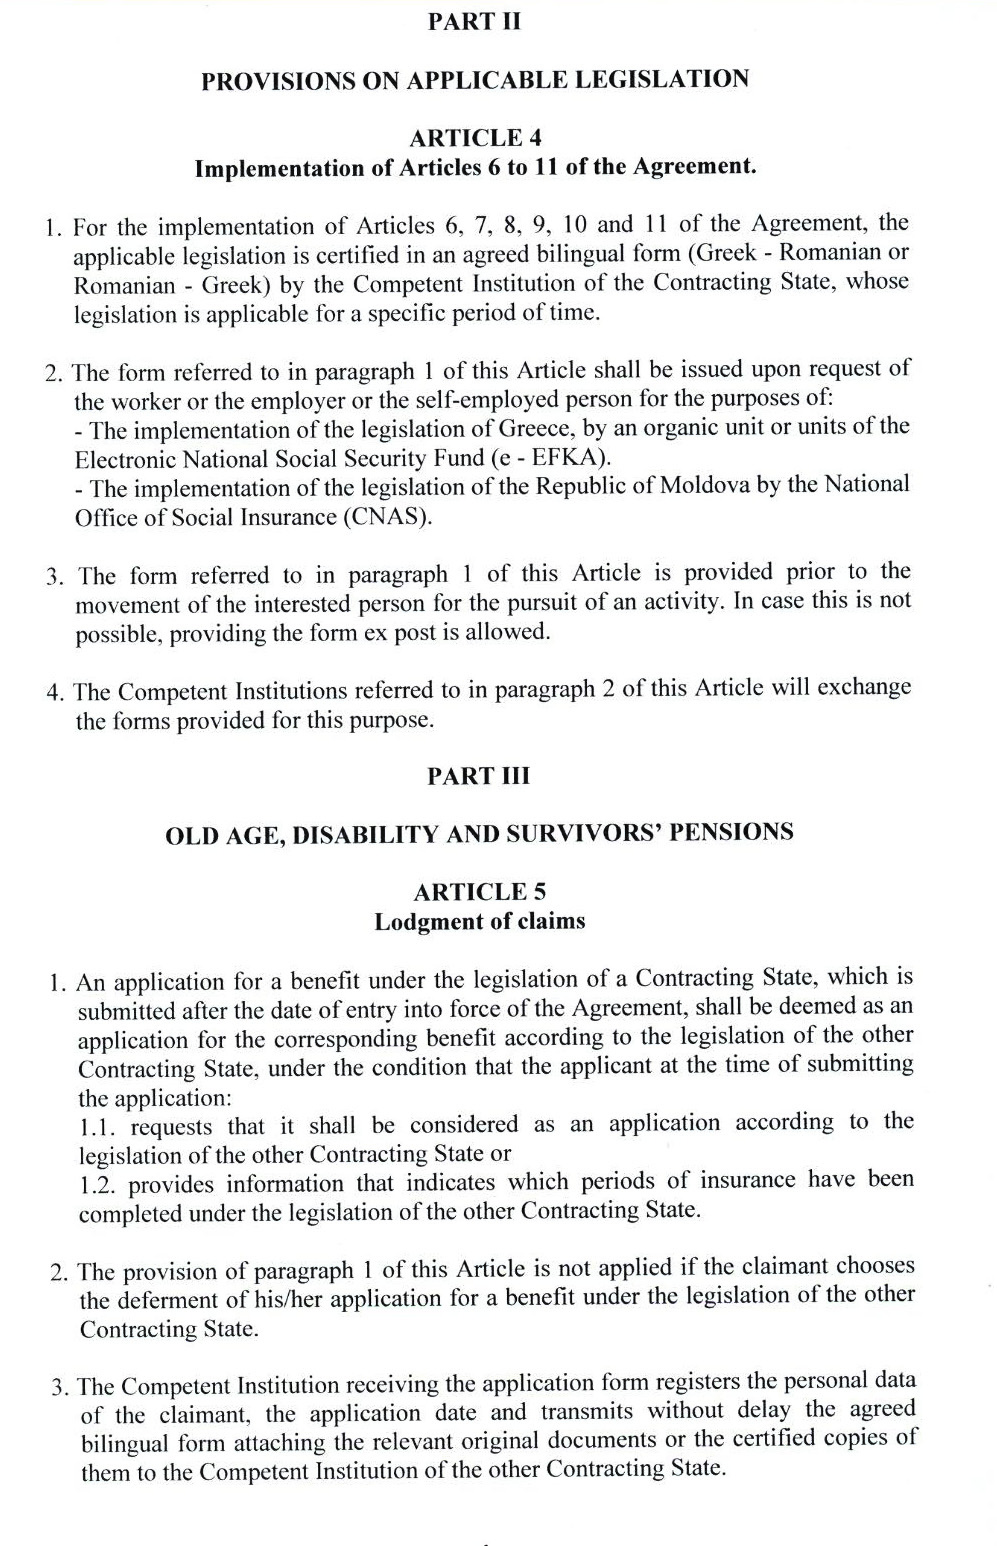 PART II
PROVISIONS ON APPLICABLE LEGISLATION
ARTICLE 4
Implementation of Articles 6 to 11 of the Agreement.
1. For the implementation of Articles 6, 7, 8, 9, 10 and 11 of the Agreement, the
applicable legislation is certified in an agreed bilingual form (Greek - Romanian or
Romanian - Greek) by the Competent Institution of the Contracting State, whose
legislation is applicable for a specific period of time.
2. The form referred to in paragraph 1 of this Article shall be issued upon request of
the worker or the employer or the self-employed person for the purposes of:
- The implementation of the legislation of Greece, by an organic unit or units of the
Electronic National Social Security Fund (e - EFKA).
- The implementation of the legislation of the Republic of Moldova by the National
Office of Social Insurance (CNAS).
3. The form referred to in paragraph 1 of this Article is provided prior to the
movement of the interested person for the pursuit of an activity. In case this is not
possible, providing the form ex post is allowed.
4. The Competent Institutions referred to in paragraph 2 of this Article will exchange
the forms provided for this purpose.
PART III
OLD AGE, DISABILITY AND SURVIVORS' PENSIONS
ARTICLE 5
Lodgment of claims
1. An application for a benefit under the legislation of a Contracting State, which is
submitted after the date of entry into force of the Agreement, shall be deemed as an
application for the corresponding benefit according to the legislation of the other
Contracting State, under the condition that the applicant at the time of submitting
the application:
1.1. requests that it shall be considered as an application according to the
legislation of the other Contracting State or
1.2. provides information that indicates which periods of insurance have been
completed under the legislation of the other Contracting State.
2. The provision of paragraph 1 of this Article is not applied if the claimant chooses
the deferment of his/her application for a benefit under the legislation of the other
Contracting State.
3. The Competent Institution receiving the application form registers the personal data
of the claimant, the application date and transmits without delay the agreed
bilingual form attaching the relevant original documents or the certified copies of
them to the Competent Institution of the other Contracting State.